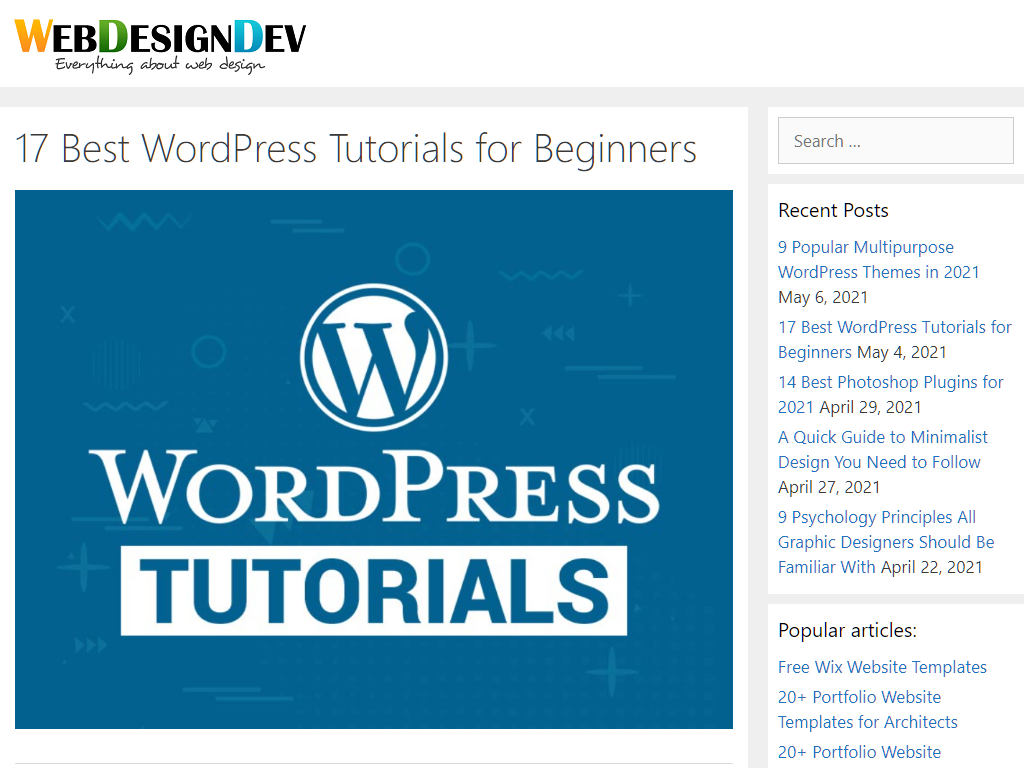 WEBDESIGNDEV
Everything about web design
17 Best WordPress Tutorials for Beginners
WORDPRESS
TUTORIALS
Search ...
Recent Posts
9 Popular Multipurpose
WordPress Themes in 2021
May 6, 2021
17 Best WordPress Tutorials for
Beginners May 4, 2021
14 Best Photoshop Plugins for
2021 April 29, 2021
A Quick Guide to Minimalist
Design You Need to Follow
April 27, 2021
9 Psychology Principles All
Graphic Designers Should Be
Familiar With April 22, 2021
Popular articles:
Free Wix Website Templates
20+ Portfolio Website
Templates for Architects
20+ Portfolio Website